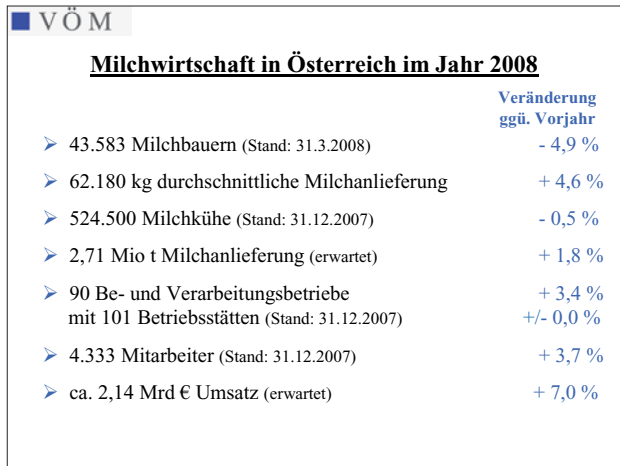 VÖM
Milchwirtschaft in Österreich im Jahr 2008
Veränderung
ggü. Vorjahr
➢ 43.583 Milchbauern (Stand: 31.3.2008) - 4,9 %
➢ 62.180 kg durchschnittliche Milchanlieferung + 4,6 %
➢ 524.500 Milchkühe (Stand: 31.12.2007) - 0,5 %
➢ 2,71 Mio t Milchanlieferung (erwartet) + 1,8 %
➢ 90 Be- und Verarbeitungsbetriebe + 3,4 %
mit 101 Betriebsstätten (Stand: 31.12.2007) +/- 0,0 %
➢ 4.333 Mitarbeiter (Stand: 31.12.2007) + 3,7 %
➢ ca. 2,14 Mrd € Umsatz (erwartet) + 7,0 %